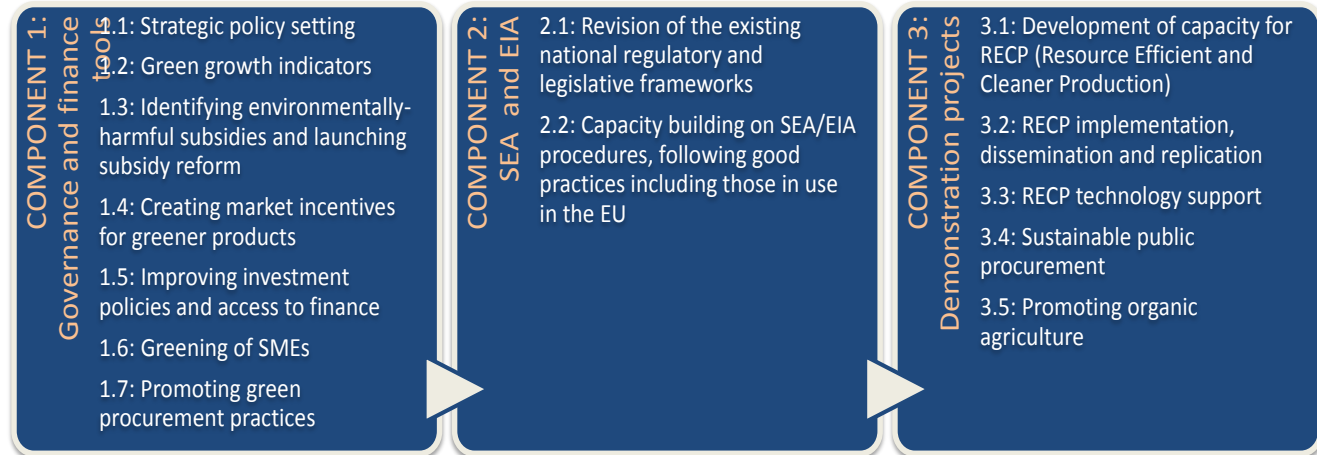 COMPONENT 1:
Governance and finance
tools
1.1: Strategic policy setting
1.2: Green growth indicators
1.3: Identifying environmentally-
harmful subsidies and launching
subsidy reform
1.4: Creating market incentives
for greener products
1.5: Improving investment
policies and access to finance
1.6: Greening of SMEs
1.7: Promoting green
procurement practices
COMPONENT 2:
SEA and EIA
2.1: Revision of the existing
national regulatory and
legislative frameworks
2.2: Capacity building on SEA/EIA
procedures, following good
practices including those in use
in the EU
COMPONENT 3:
Demonstration projects
3.1: Development of capacity for
RECP (Resource Efficient and
Cleaner Production)
3.2: RECP implementation,
dissemination and replication
3.3: RECP technology support
3.4: Sustainable public
procurement
3.5: Promoting organic
agriculture